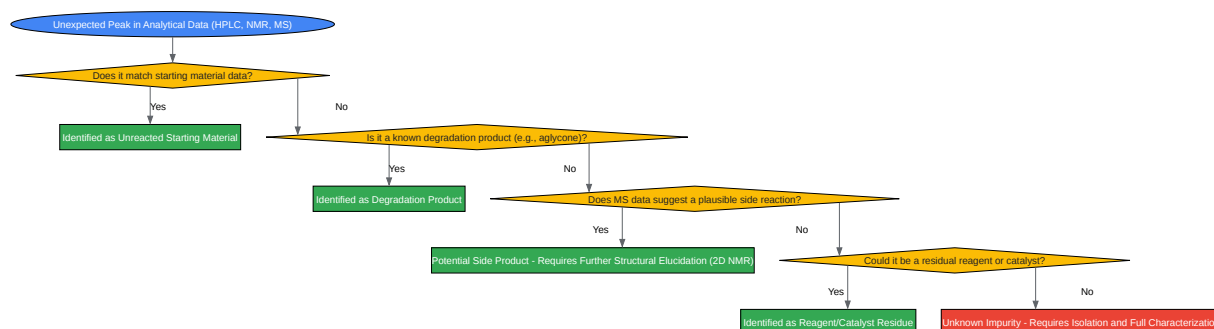 Unexpected Peak in Analytical Data (HPLC, NMR, MS)
Does it match starting material data?
Yes
No
Identified as Unreacted Starting Material
Is it a known degradation product (e.g., aglycone)?
Yes
No
Identified as Degradation Product
Does MS data suggest a plausible side reaction?
Yes
No
Potential Side Product - Requires Further Structural Elucidation (2D NMR)
Could it be a residual reagent or catalyst?
Yes
No
Identified as Reagent/Catalyst Residue
Unknown Impurity - Requires Isolation and Full Characterizatio